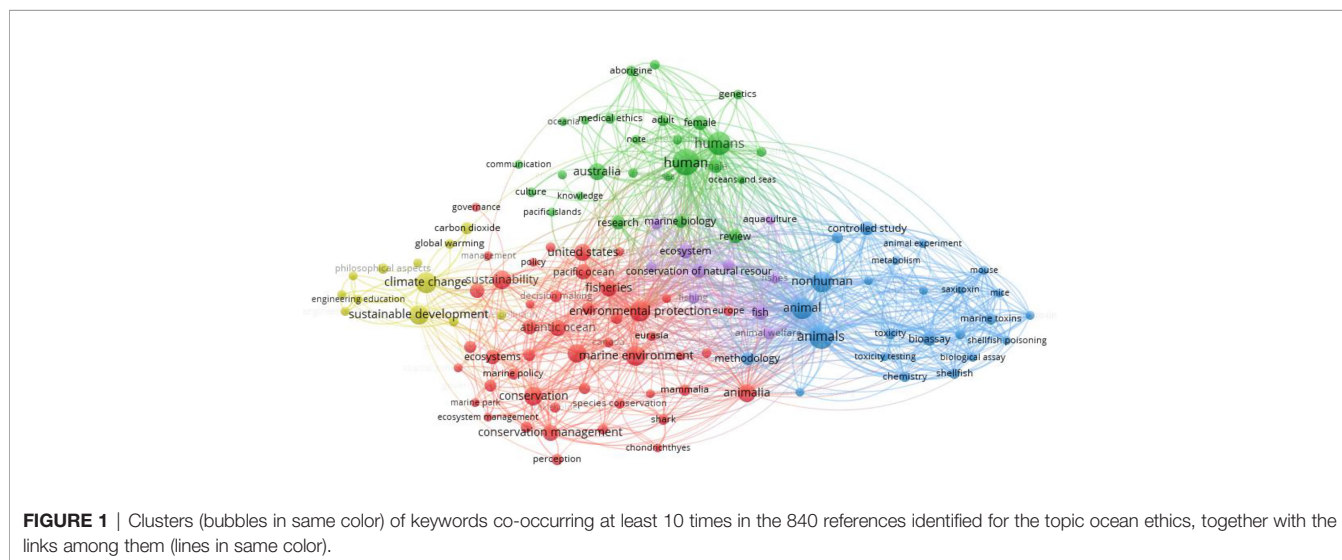 aborigine
genetics
oceania
medical ethics
adult
female
note
humans
human
communication
australia
oceans and seas
culture
knowledge
governance
pacific islands
research
marine biology
aquaculture
carbon dioxide
review
controlled study
global warming
animal experiment
management
united states
ecosystem
policy
metabolism
philosophical aspects
pacific ocean
conservation of natural resour
fishes
mouse
climate change
sustainability
nonhuman
fisheries
saxitoxin
mice
engineering education
decision making
fishing
sustainable development
environmental protection
europe
fish
animal
marine toxins
atlantic ocean
eurasia
animal welfare
toxicity
bioassay
shellfish poisoning
canada
animals
ecosystems
marine environment
methodology
toxicity testing
biological assay
marine policy
chemistry
shellfish
conservation
mammalia
animalia
marine park
species conservation
ecosystem management
shark
conservation management
chondrichthyes
perception
FIGURE 1 | Clusters (bubbles in same color) of keywords co-occurring at least 10 times in the 840 references identified for the topic ocean ethics, together with the
links among them (lines in same color).